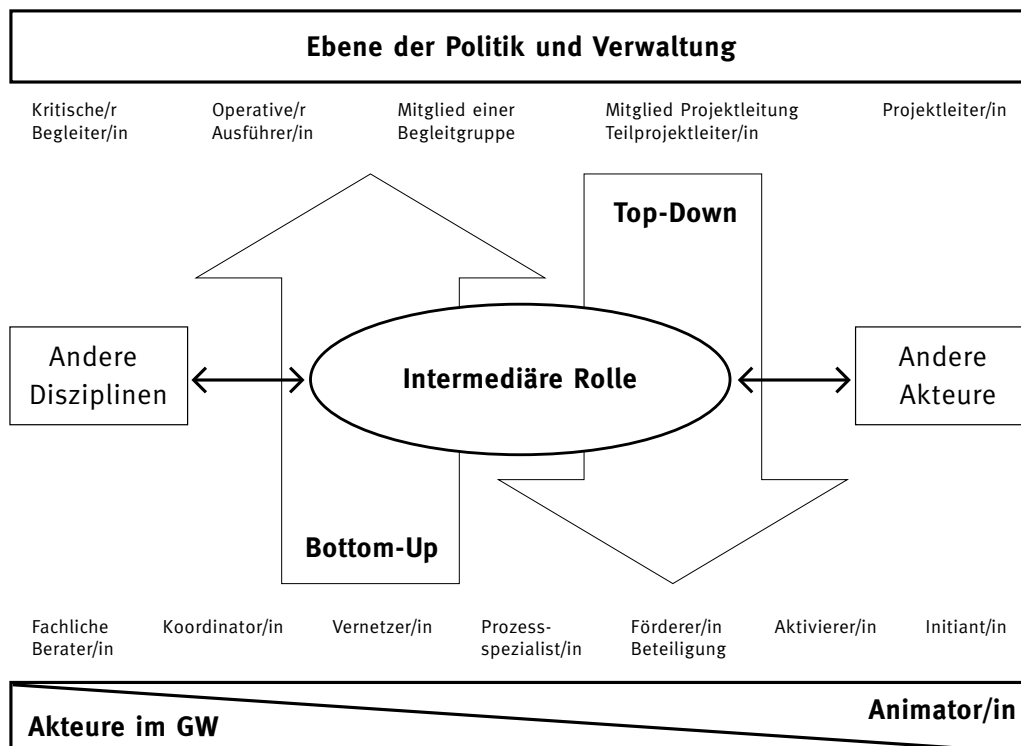 Ebene der Politik und Verwaltung
Kritische/r
Begleiter/in
Operative/r
Ausführer/in
Mitglied einer
Begleitgruppe
Mitglied Projektleitung
Teilprojektleiter/in
Projektleiter/in
Top-Down
Andere
Disziplinen
Intermediäre Rolle
Andere
Akteure
Bottom-Up
Fachliche
Berater/in
Koordinator/in
Vernetzer/in
Prozess-
spezialist/in
Förderer/in
Beteiligung
Aktivierer/in
Initiant/in
Akteure im GW
Animator/in